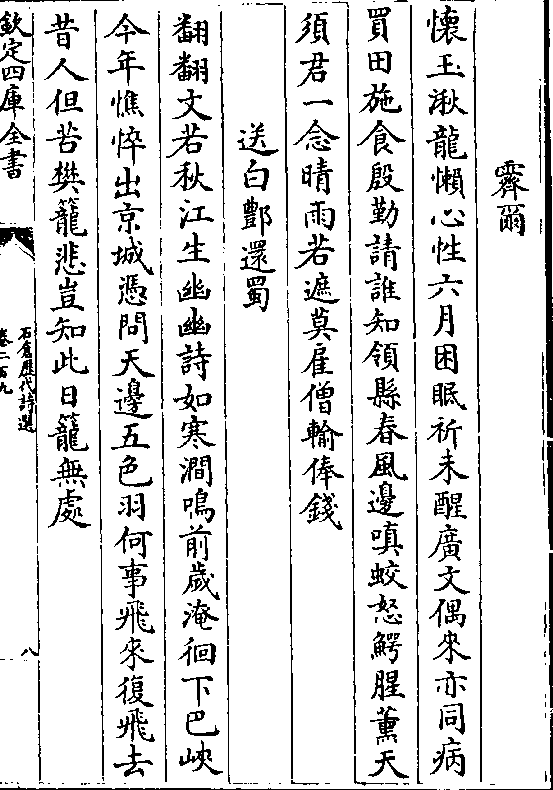 霽爾
懷玉湫龍懶心性六月困眠祈未醒廣文偶來亦同病
買田施食殷勤請誰知領縣春風邊嗔蛟怒鰐腥薰天
須君一念晴雨若遮莫雇僧輸俸錢
送白酆還蜀
翻翻文若秋江生幽幽詩如寒澗鳴前歲淹徊下巴峽
今年憔悴出京城憑問天邊五色羽何事飛來復飛去
昔人但苦樊籠悲豈知此日籠無處
欽定四庫全書
石倉歷代詩選
卷二百九
八